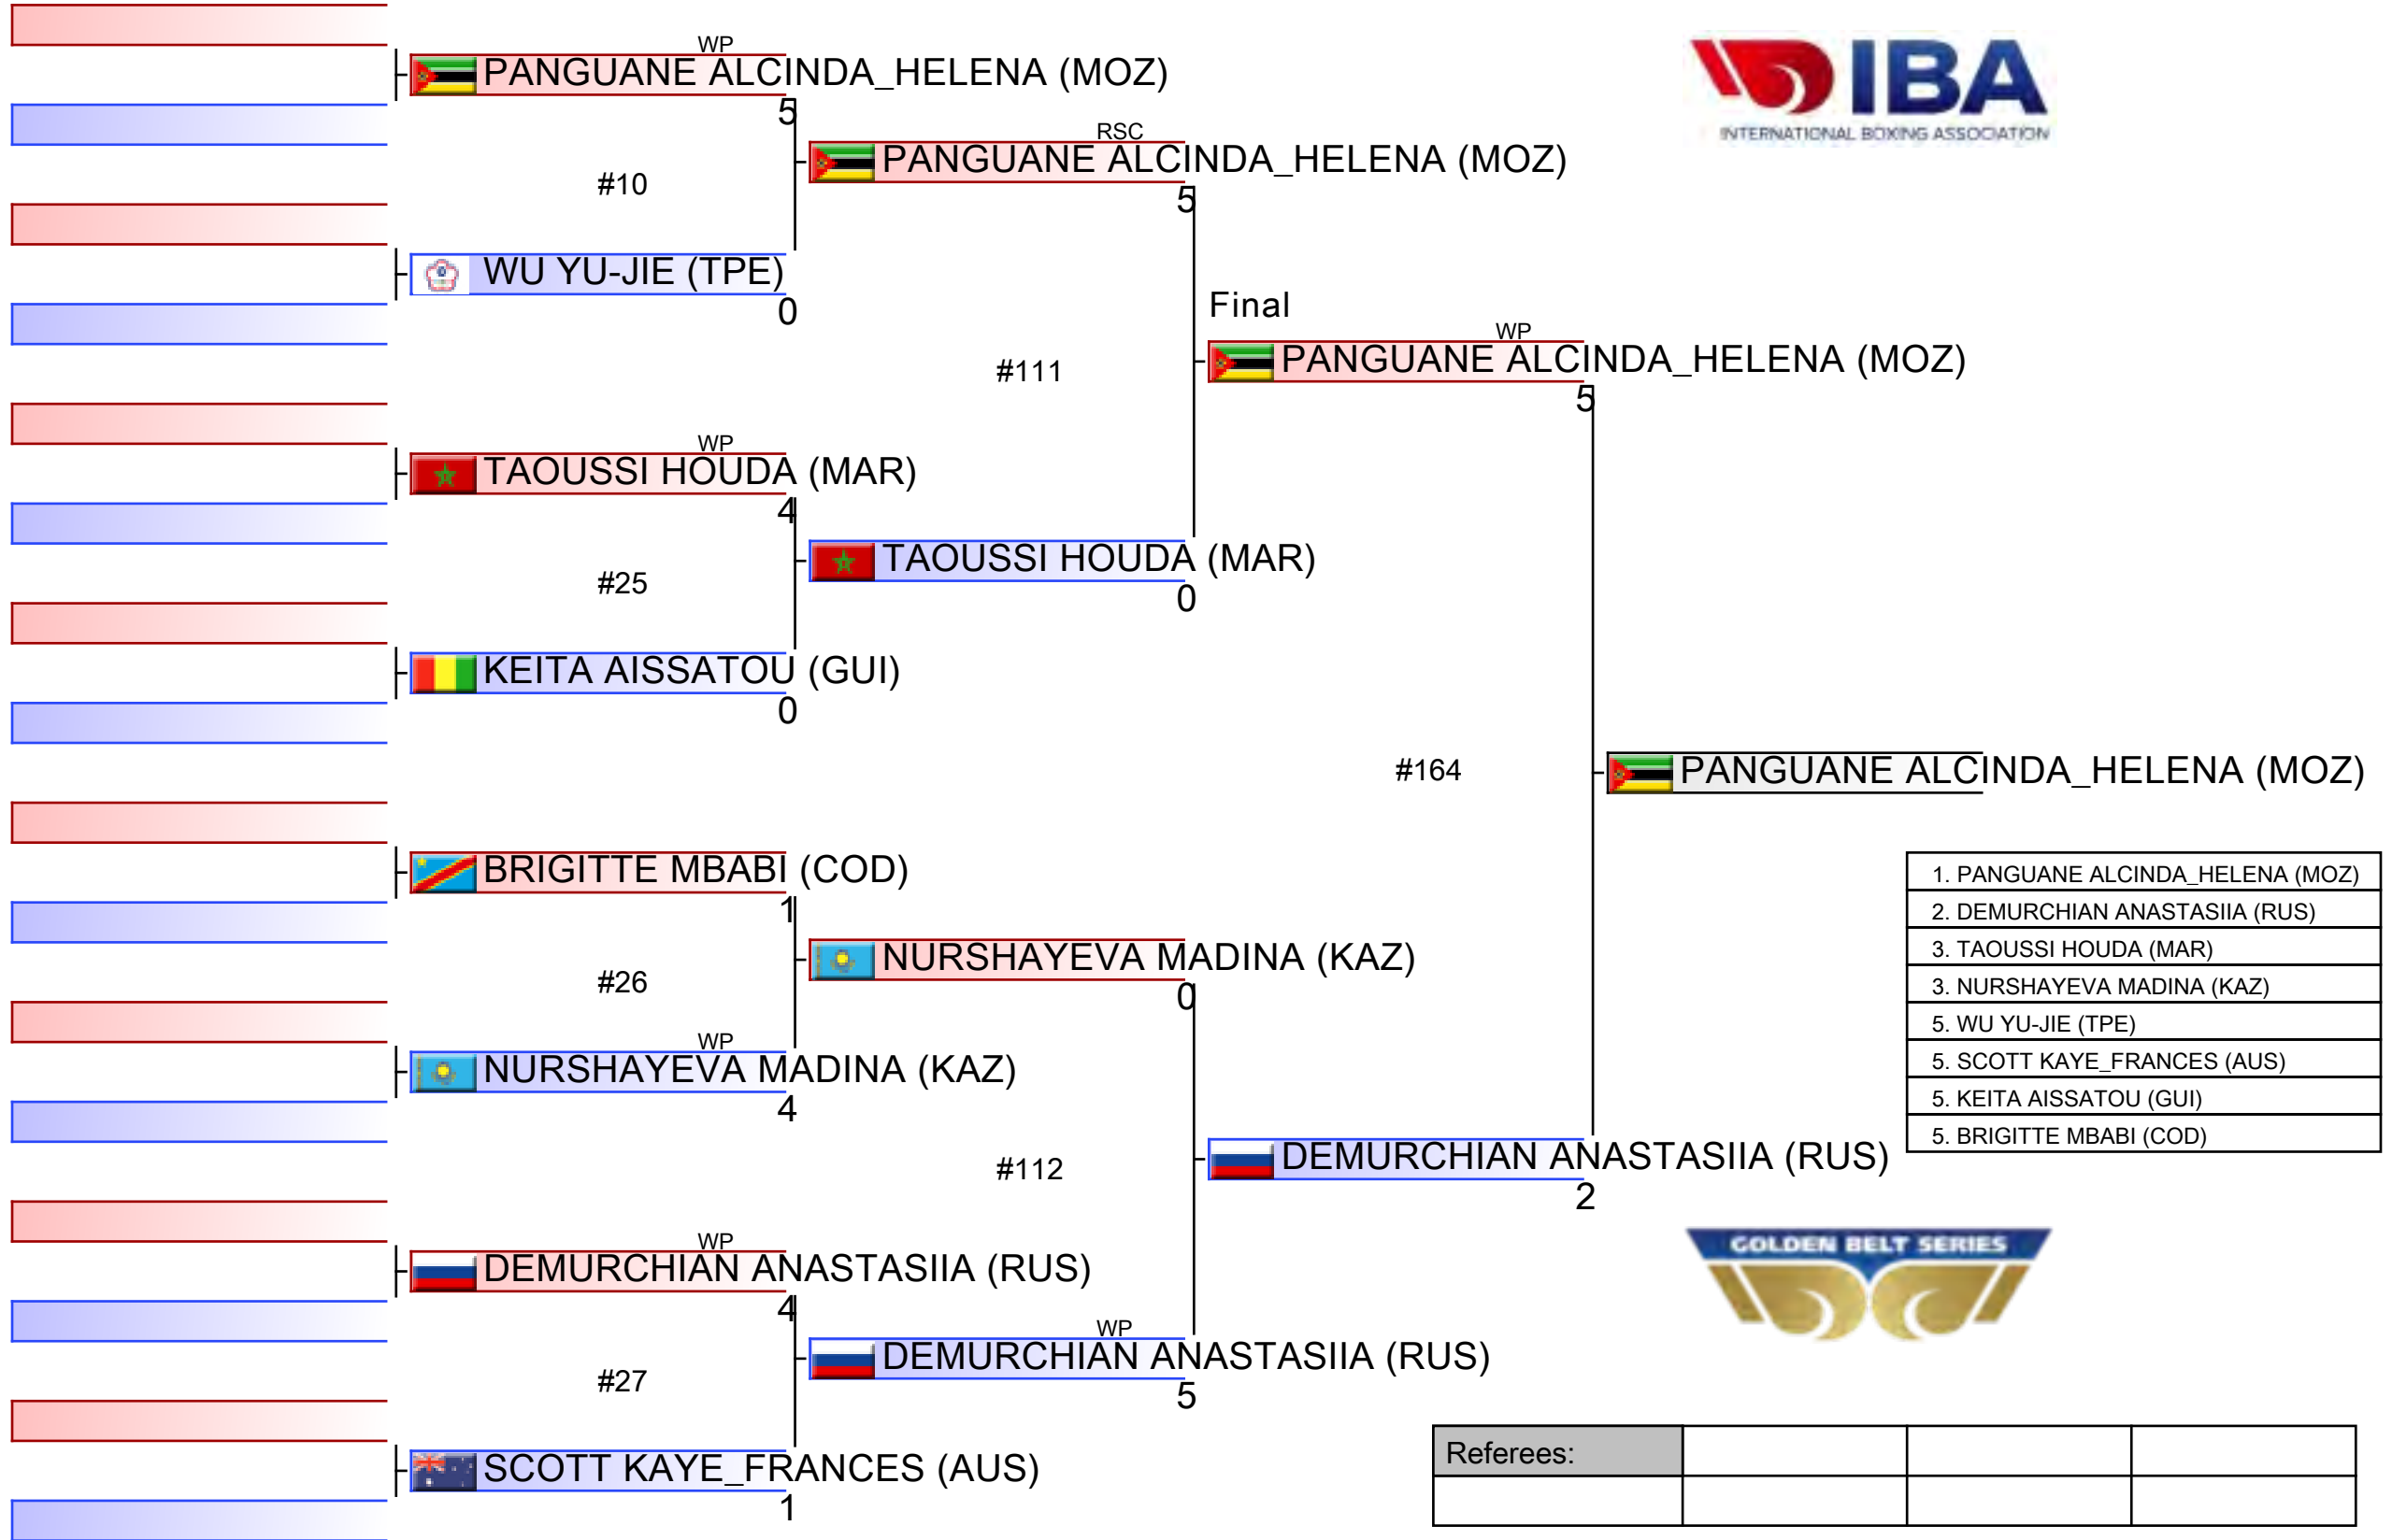 WP
PANGUANE ALCINDA_HELENA (MOZ)
5
#10
WU YU-JIE (TPE)
0
WP
TAOUSSI HOUDA (MAR)
4
#25
KEITA AISSATOU (GUI)
0
BRIGITTE MBABI (COD)
1
#26
WP
NURSHAYEVA MADINA (KAZ)
4
WP
DEMURCHIAN ANASTASIIA (RUS)
4
#27
SCOTT KAYE_FRANCES (AUS)
1
RSC
PANGUANE ALCINDA_HELENA (MOZ)
5
#111
TAOUSSI HOUDA (MAR)
0
NURSHAYEVA MADINA (KAZ)
0
#112
WP
DEMURCHIAN ANASTASIIA (RUS)
5
Final
WP
PANGUANE ALCINDA_HELENA (MOZ)
5
#164
DEMURCHIAN ANASTASIIA (RUS)
2
PANGUANE ALCINDA_HELENA (MOZ)
IBA
INTERNATIONAL BOXING ASSOCIATION
1. PANGUANE ALCINDA_HELENA (MOZ)
2. DEMURCHIAN ANASTASIIA (RUS)
3. TAOUSSI HOUDA (MAR)
3. NURSHAYEVA MADINA (KAZ)
5. WU YU-JIE (TPE)
5. SCOTT KAYE_FRANCES (AUS)
5. KEITA AISSATOU (GUI)
5. BRIGITTE MBABI (COD)
GOLDEN BELT SERIES
Referees: